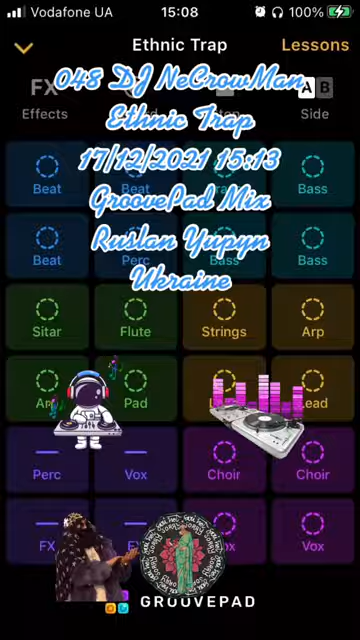 Vodafone UA
15:08
100%
Ethnic Trap
Lessons
FX
AB
048 DJ NeCrowMan
Effects
Side
Ethnic Trap
17/12/2021 15:13
Beat
Beat
Bass
GroovePad Mix
Ruslan Yupyn
Beat
Perc
Bass
Bass
Ukraine
Sitar
Flute
Strings
Arp
Pad
Lead
Perc
Vox
Choir
Choir
FX
FX
Vox
GROOVEPAD